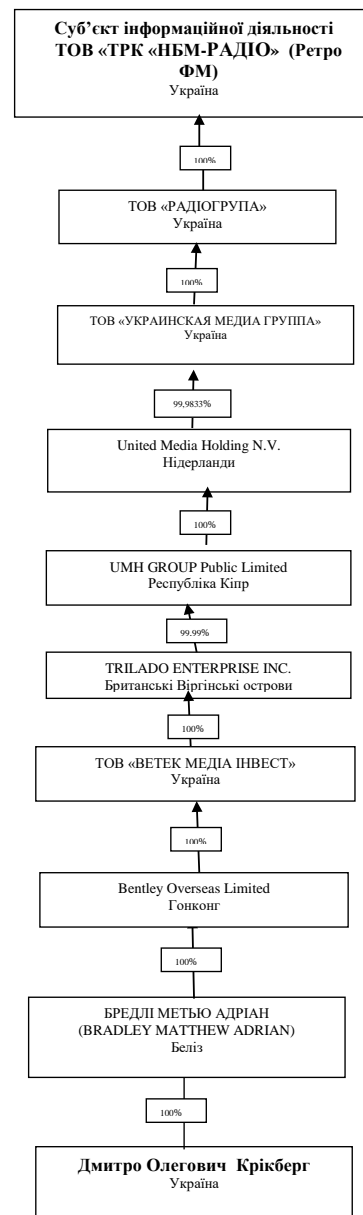 Суб’єкт інформаційної діяльності
ТОВ «ТРК «НБМ-РАДІО» (Ретро
ФМ)
Україна
100%
ТОВ «РАДІОГРУПА»
Україна
100%
ТОВ «УКРАИНСКАЯ МЕДИА ГРУППА»
Україна
99,9833%
United Media Holding N.V.
Нідерланди
100%
UMH GROUP Public Limited
Республіка Кіпр
99.99%
TRILADO ENTERPRISE INC.
Британські Віргінські острови
100%
ТОВ «ВЕТЕК МЕДІА ІНВЕСТ»
Україна
100%
Bentley Overseas Limited
Гонконг
100%
БРЕДЛІ МЕТЬЮ АДРІАН
(BRADLEY MATTHEW ADRIAN)
Беліз
100%
Дмитро Олегович Крікберг
Україна